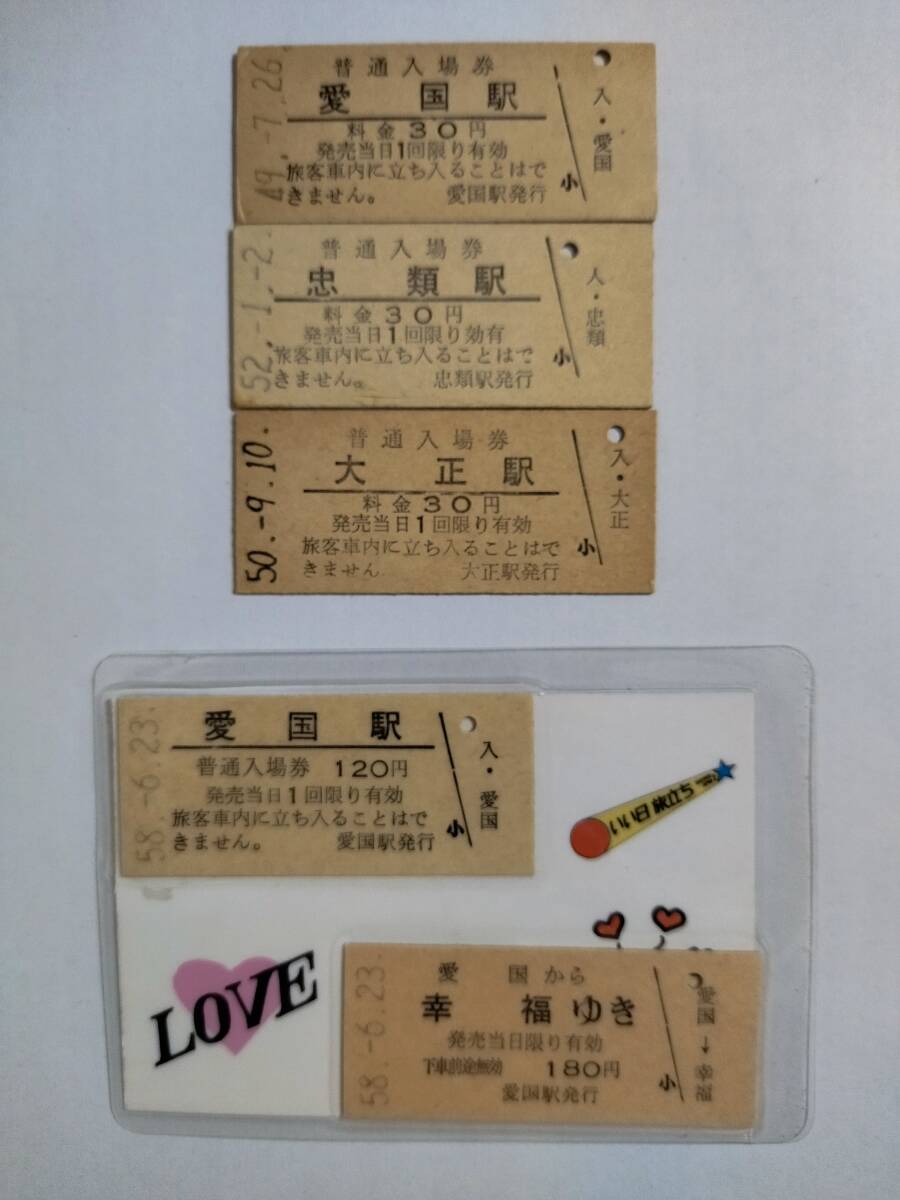 49.-7.26.
普通入場券
愛国駅
料金30円
発売当日1回限り有効
旅客車内に立ち入ることはで
きません。 愛国駅発行
小
入・愛国
52.-1.-2.
普通入場券
忠類駅
料金30円
発売当日1回限り効有
旅客車内に立ち入ることはで
きません。 忠類駅発行
小
入・忠類
50.-9.10.
普通入場券
大正駅
料金30円
発売当日1回限り有効
旅客車内に立ち入ることはで
きません 大正駅発行
小
入・大正
58.-6.23.
愛国駅
普通入場券 120円
発売当日1回限り有効
旅客車内に立ち入ることはで
きません。 愛国駅発行
小
入・愛国
いい日旅立ち
LOVE
58.-6.23.
愛国から
幸福ゆき
発売当日限り有効
下車前途無効 180円
愛国駅発行
小
愛国→幸福